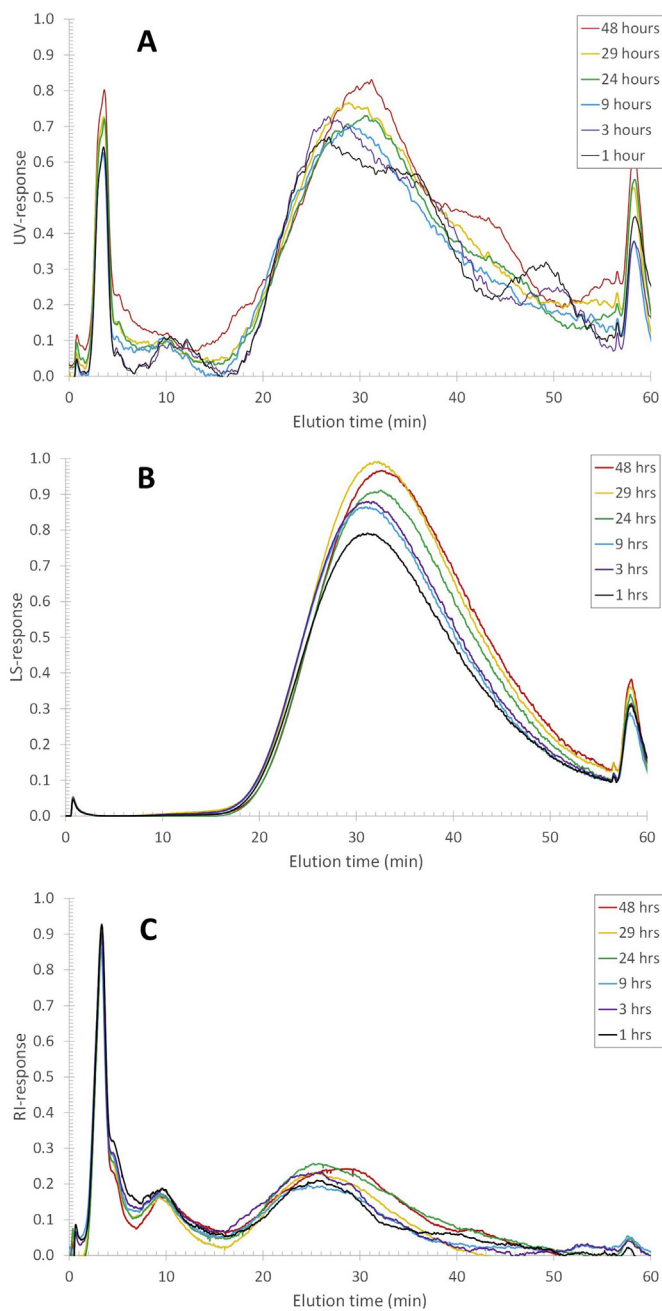 A
1.0
0.9
0.8
0.7
0.6
0.5
0.4
0.3
0.2
0.1
0.0
UV-response
48 hours
29 hours
24 hours
9 hours
3 hours
1 hour
0 10 20 30 40 50 60
Elution time (min)
B
1.0
0.9
0.8
0.7
0.6
0.5
0.4
0.3
0.2
0.1
0.0
LS-response
48 hrs
29 hrs
24 hrs
9 hrs
3 hrs
1 hrs
0 10 20 30 40 50 60
Elution time (min)
C
1.0
0.9
0.8
0.7
0.6
0.5
0.4
0.3
0.2
0.1
0.0
RI-response
48 hrs
29 hrs
24 hrs
9 hrs
3 hrs
1 hrs
0 10 20 30 40 50 60
Elution time (min)